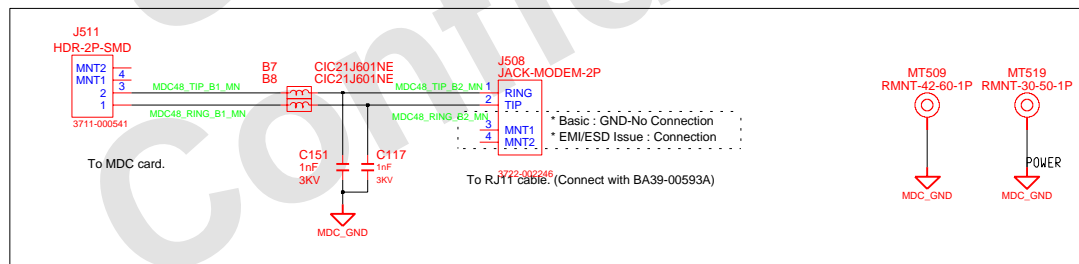 Confi
J511
HDR-2P-SMD
MNT2
MNT1
4
3
2
1
3711-000541
To MDC card.
MDC48_TIP_B1_MN
MDC48_RING_B1_MN
B7 CIC21J601NE
B8 CIC21J601NE
C151
1nF
3KV
C117
1nF
3KV
MDC_GND
MDC48_TIP_B2_MN
MDC48_RING_B2_MN
J508
JACK-MODEM-2P
1 RING
2 TIP
3 MNT1
4 MNT2
* Basic : GND-No Connection
* EMI/ESD Issue : Connection
3722-002246
To RJ11 cable. (Connect with BA39-00593A)
MT509
RMNT-42-60-1P
MDC_GND
MT519
RMNT-30-50-1P
POWER
MDC_GND